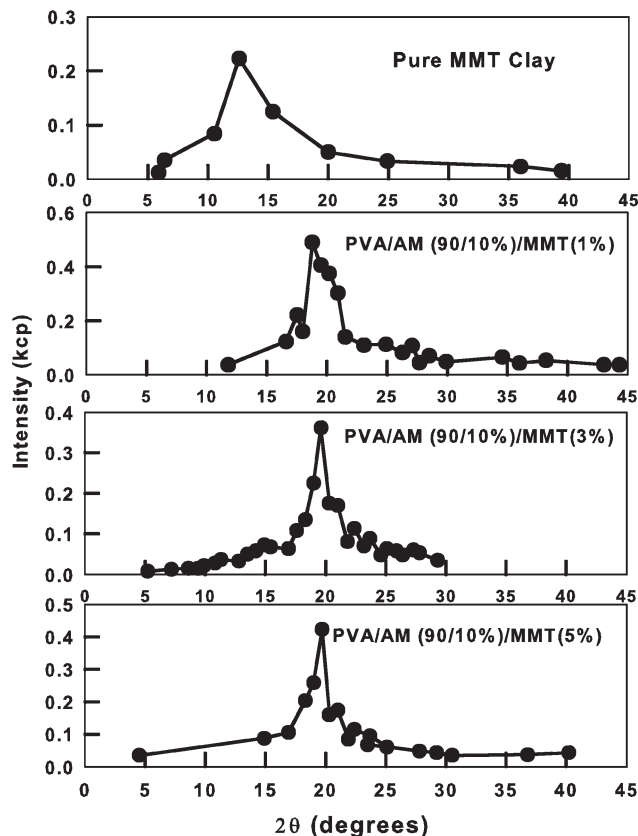 Intensity (kcp)
0.3
Pure MMT Clay
0.2
0.1
0.0
0 5 10 15 20 25 30 35 40 45
0.6
PVA/AM (90/10%)/MMT(1%)
0.4
0.2
0.0
0 5 10 15 20 25 30 35 40 45
0.4
PVA/AM (90/10%)/MMT(3%)
0.3
0.2
0.1
0.0
0 5 10 15 20 25 30 35 40 45
0.5
PVA/AM (90/10%)/MMT(5%)
0.4
0.3
0.2
0.1
0.0
0 5 10 15 20 25 30 35 40 45
2θ (degrees)